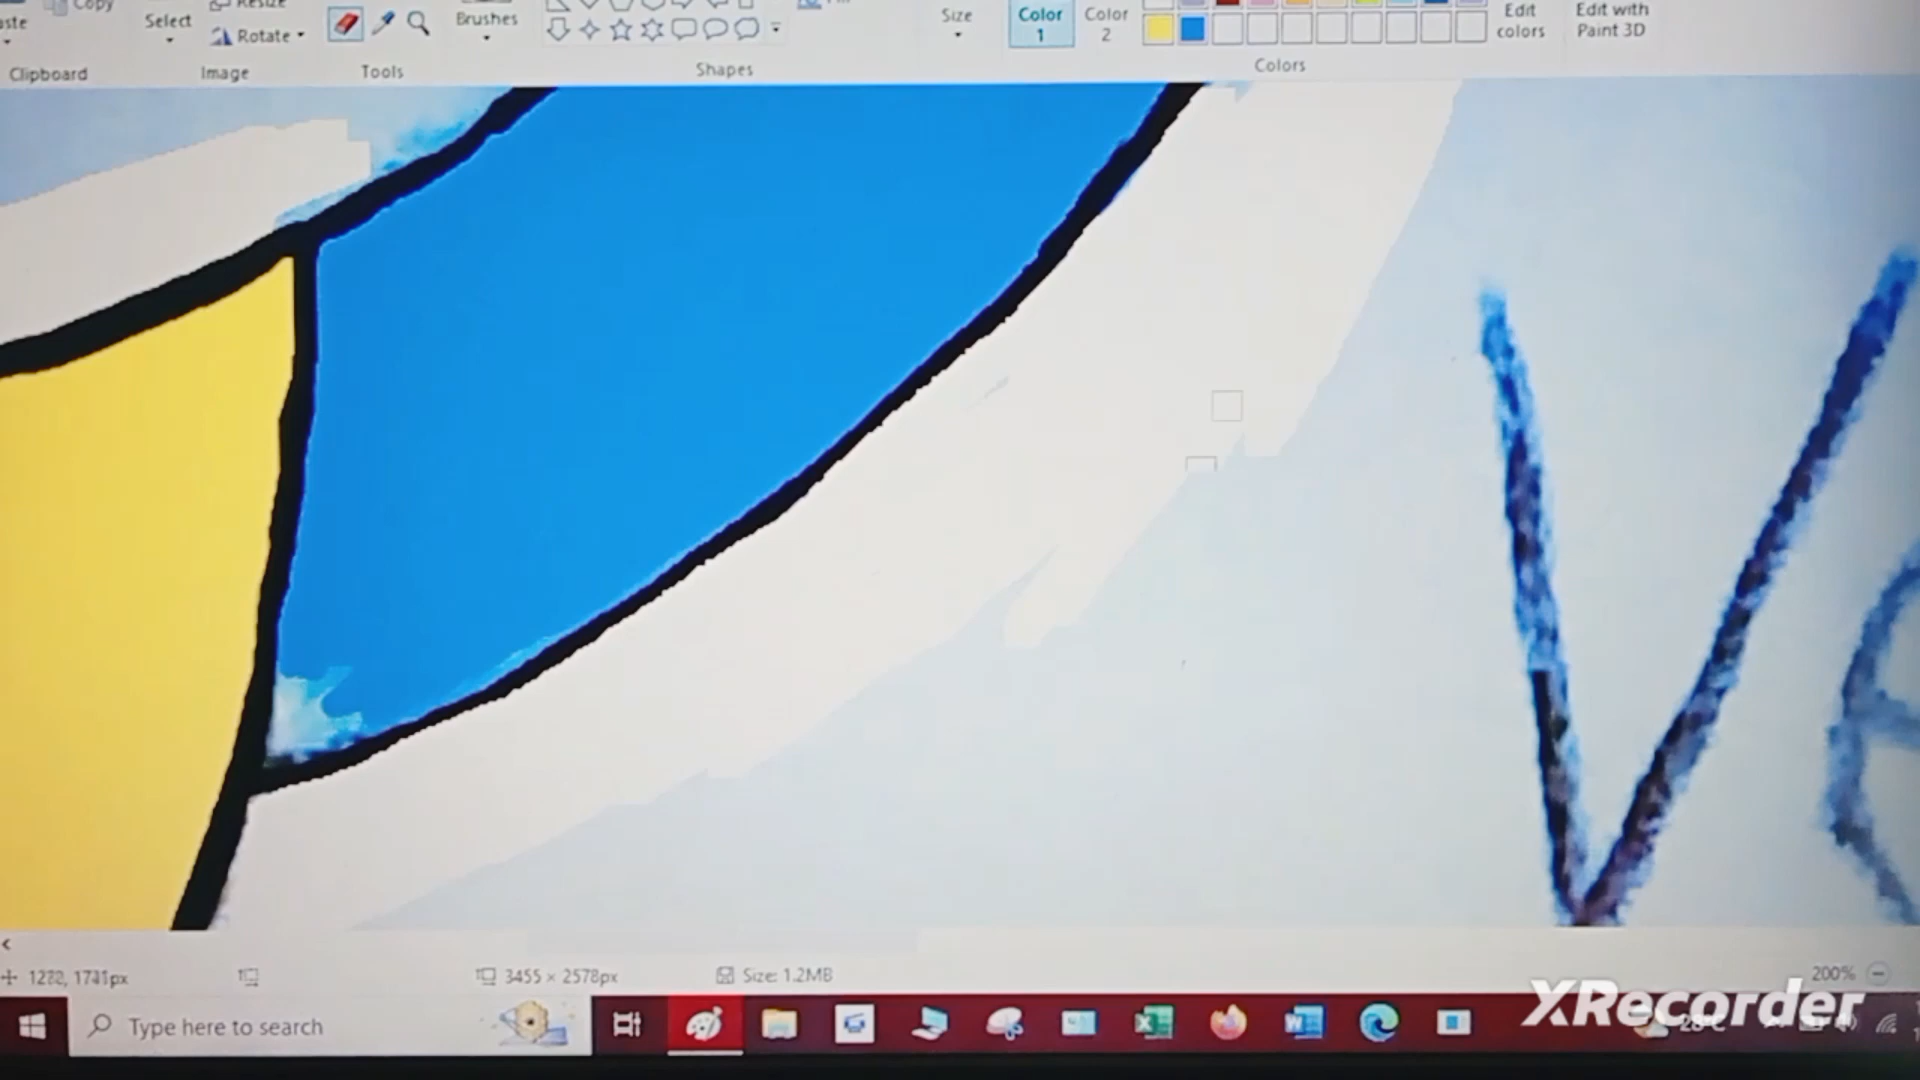 Copy
Resize
Select
Rotate
Brushes
Size
Color 1
Color 2
Edit colors
Edit with Paint 3D
Clipboard
Image
Tools
Shapes
Colors
V
3455 × 2578px
Size: 1.2MB
200%
Type here to search
XRecorder